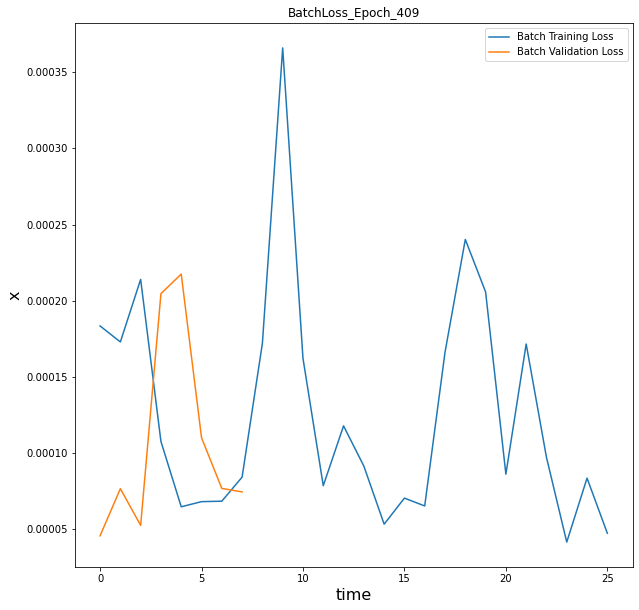 BatchLoss_Epoch_409
Batch Training Loss
Batch Validation Loss
0.00035
0.00030
0.00025
0.00020
0.00015
0.00010
0.00005
x
0 5 10 15 20 25
time